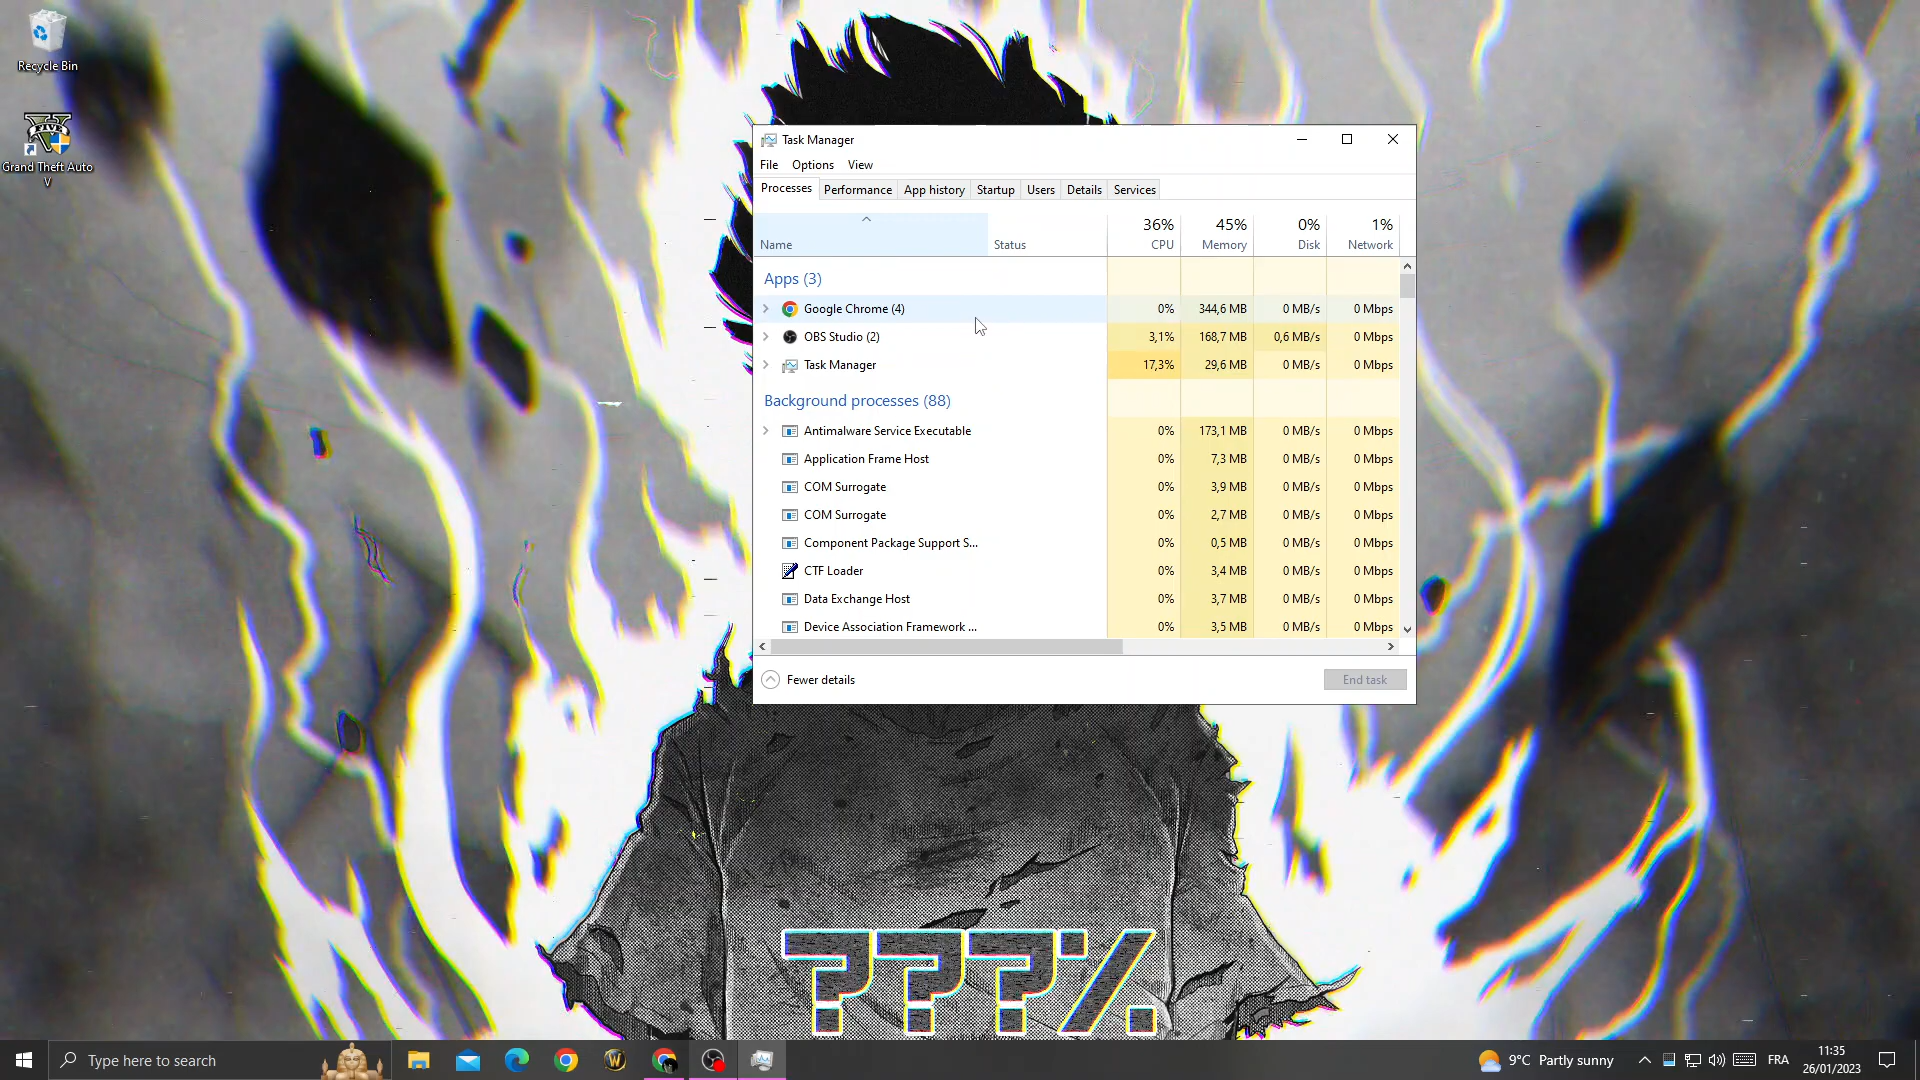 Recycle Bin
FIVE
Grand Theft Auto
V
Task Manager
File Options View
Processes Performance App history Startup Users Details Services
36% 45% 0% 1%
Name Status CPU Memory Disk Network
Apps (3)
Google Chrome (4) 0% 344,6 MB 0 MB/s 0 Mbps
OBS Studio (2) 3,1% 168,7 MB 0,6 MB/s 0 Mbps
Task Manager 17,3% 29,6 MB 0 MB/s 0 Mbps
Background processes (88)
Antimalware Service Executable 0% 173,1 MB 0 MB/s 0 Mbps
Application Frame Host 0% 7,3 MB 0 MB/s 0 Mbps
COM Surrogate 0% 3,9 MB 0 MB/s 0 Mbps
COM Surrogate 0% 2,7 MB 0 MB/s 0 Mbps
Component Package Support S... 0% 0,5 MB 0 MB/s 0 Mbps
CTF Loader 0% 3,4 MB 0 MB/s 0 Mbps
Data Exchange Host 0% 3,7 MB 0 MB/s 0 Mbps
Device Association Framework ... 0% 3,5 MB 0 MB/s 0 Mbps
Fewer details End task
???%
Type here to search
W
9°C Partly sunny
FRA
11:35
26/01/2023